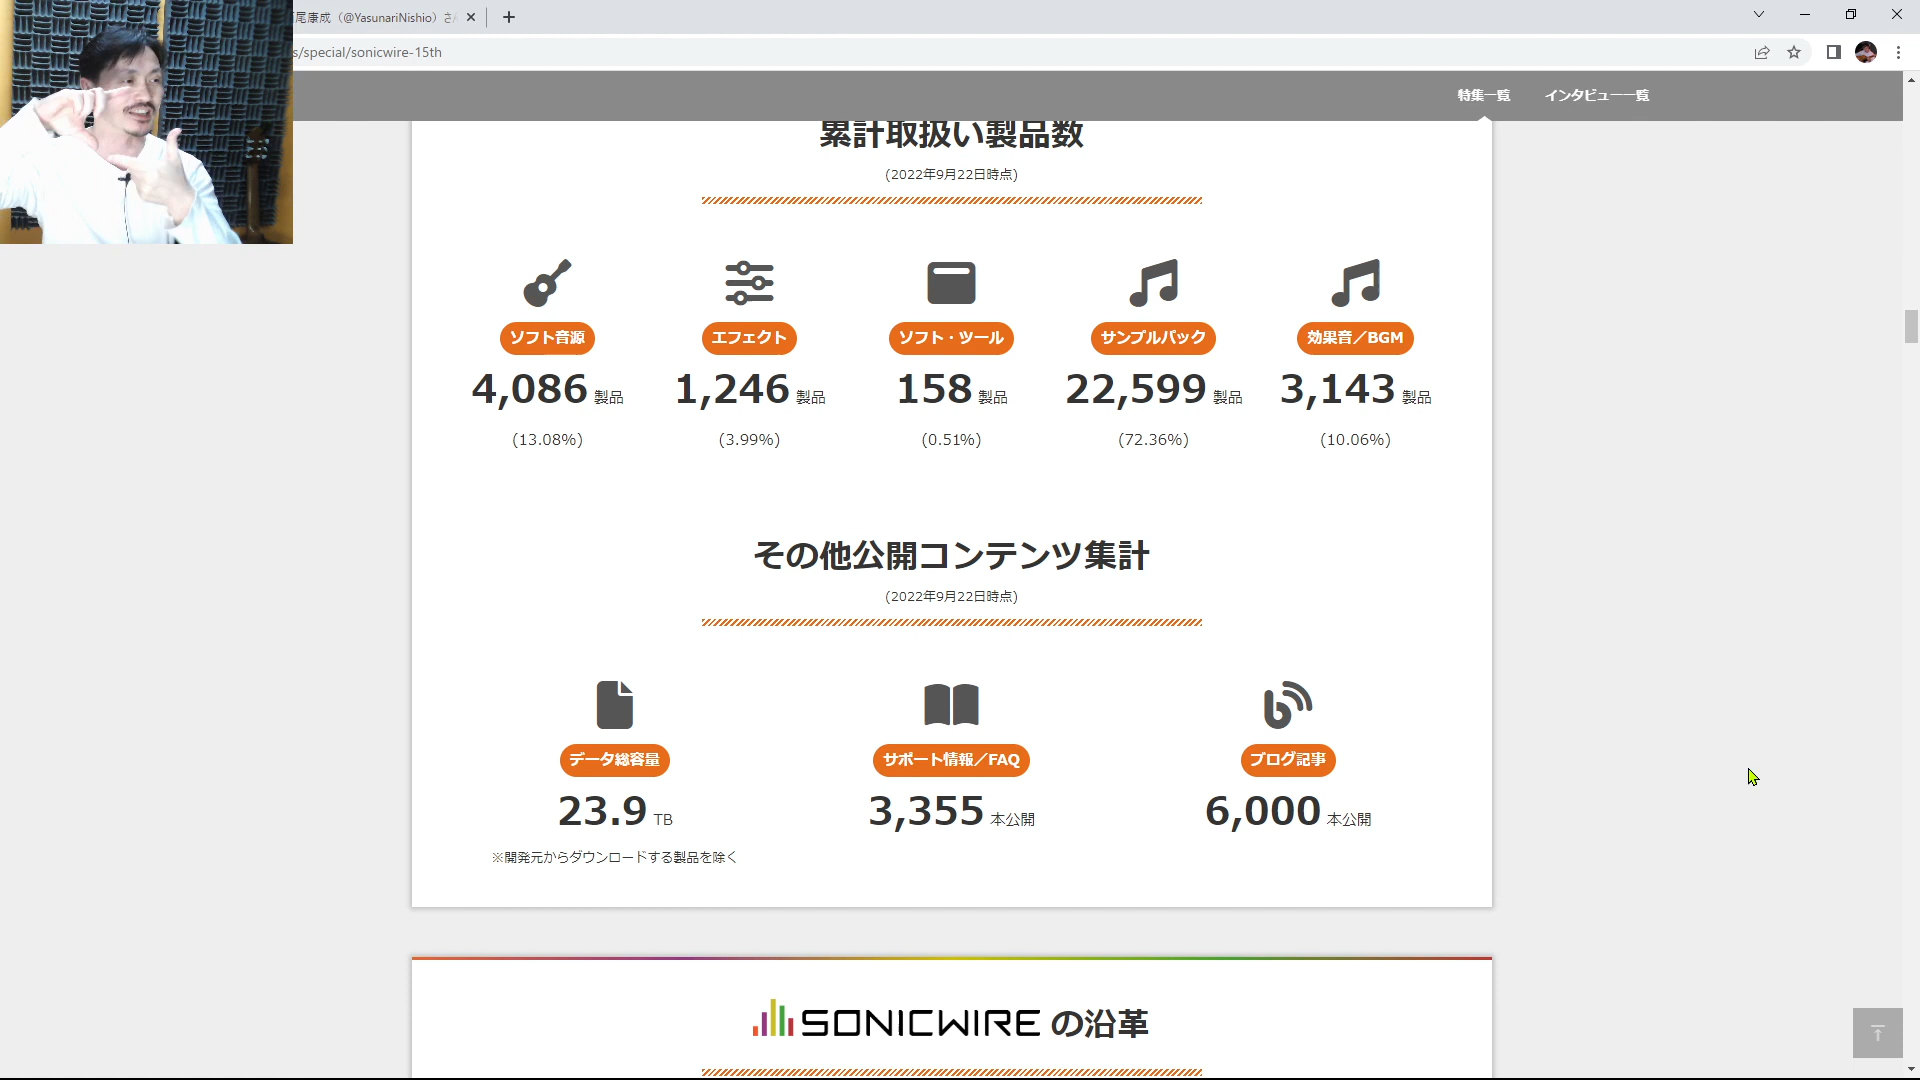 尾康成（@YasunariNishio）さ
s/special/sonicwire-15th
特集一覧 インタビュー一覧
累計取扱い製品数
(2022年9月22日時点)
ソフト音源 エフェクト ソフト・ツール サンプルパック 効果音／BGM
4,086 製品 1,246 製品 158 製品 22,599 製品 3,143 製品
(13.08%) (3.99%) (0.51%) (72.36%) (10.06%)
その他公開コンテンツ集計
(2022年9月22日時点)
データ総容量 サポート情報／FAQ ブログ記事
23.9 TB 3,355 本公開 6,000 本公開
※開発元からダウンロードする製品を除く
SONICWIRE の沿革